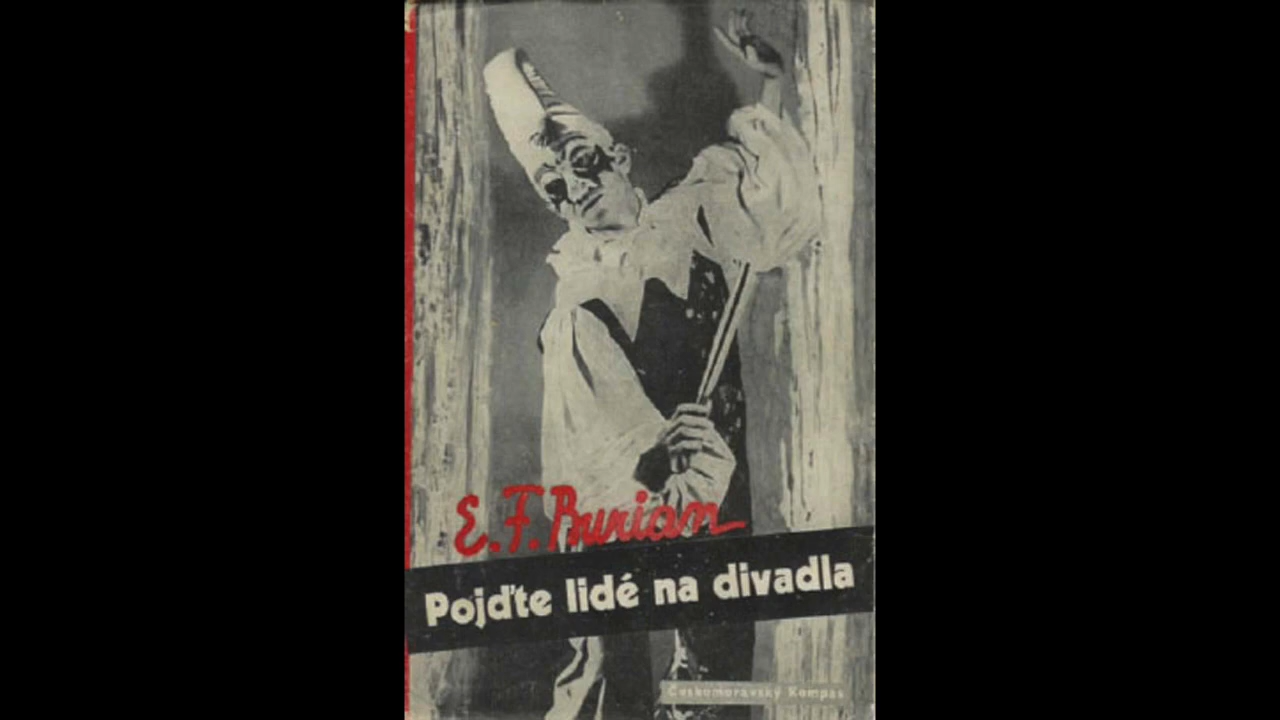 E. F. Burian
Pojďte lidé na divadla
Českomoravský Kompas